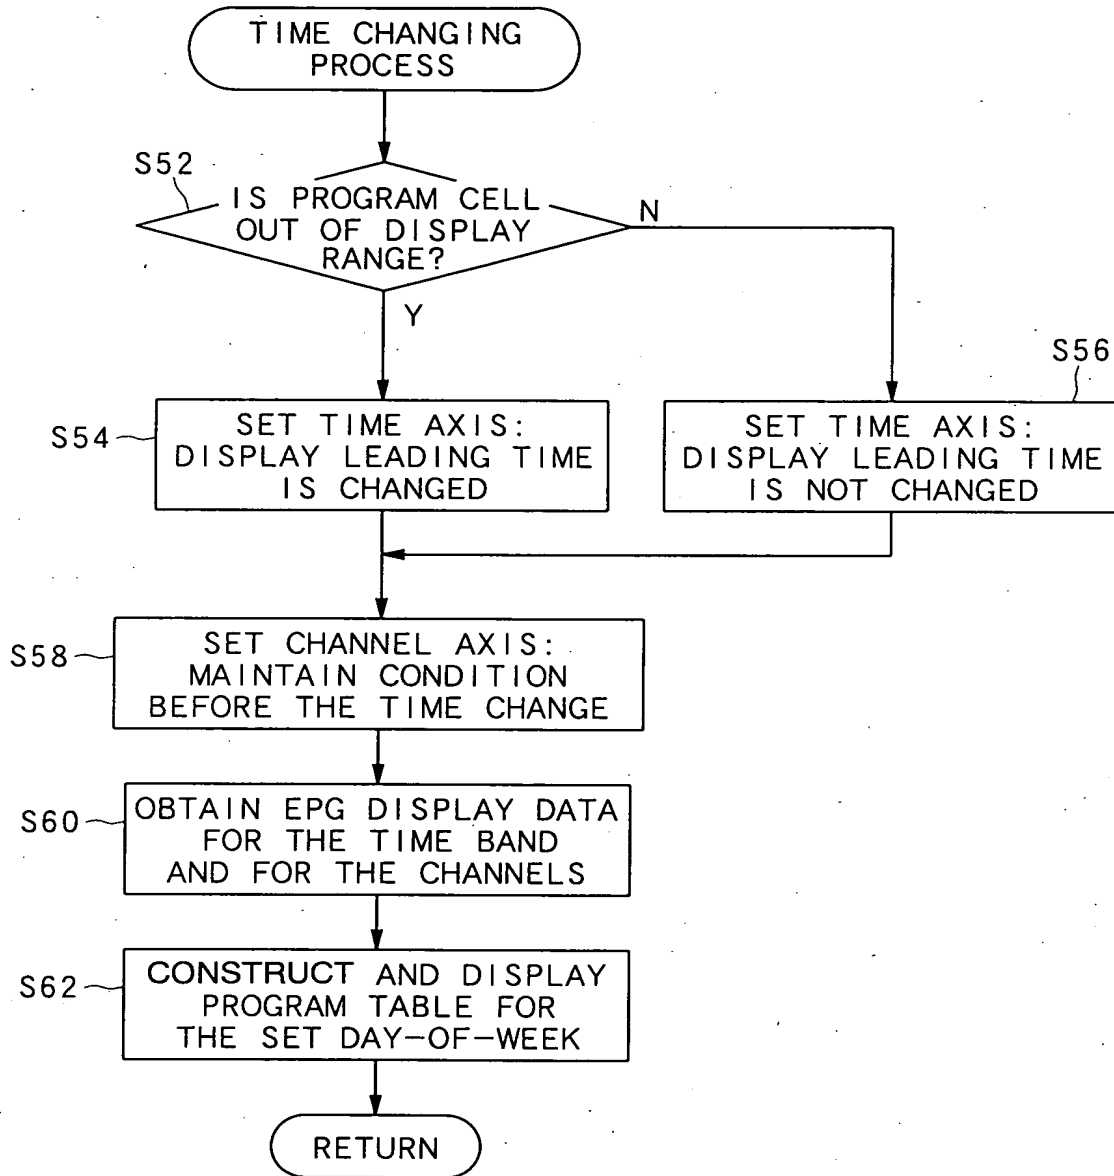 TIME CHANGING
PROCESS
S52
IS PROGRAM CELL
OUT OF DISPLAY
RANGE?
N
Y
S56
S54
SET TIME AXIS:
DISPLAY LEADING TIME
IS CHANGED
SET TIME AXIS:
DISPLAY LEADING TIME
IS NOT CHANGED
S58
SET CHANNEL AXIS:
MAINTAIN CONDITION
BEFORE THE TIME CHANGE
S60
OBTAIN EPG DISPLAY DATA
FOR THE TIME BAND
AND FOR THE CHANNELS
S62
CONSTRUCT AND DISPLAY
PROGRAM TABLE FOR
THE SET DAY-OF-WEEK
RETURN